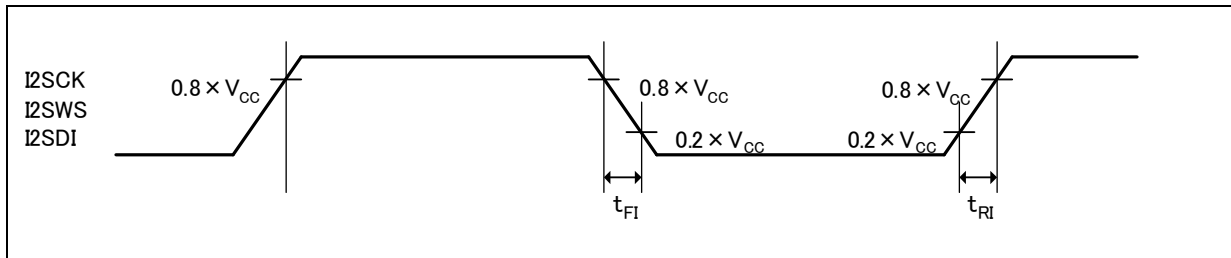 I2SCK
I2SWS
I2SDI
0.8 × VCC
0.8 × VCC
0.8 × VCC
0.2 × VCC
0.2 × VCC
tFI
tRI